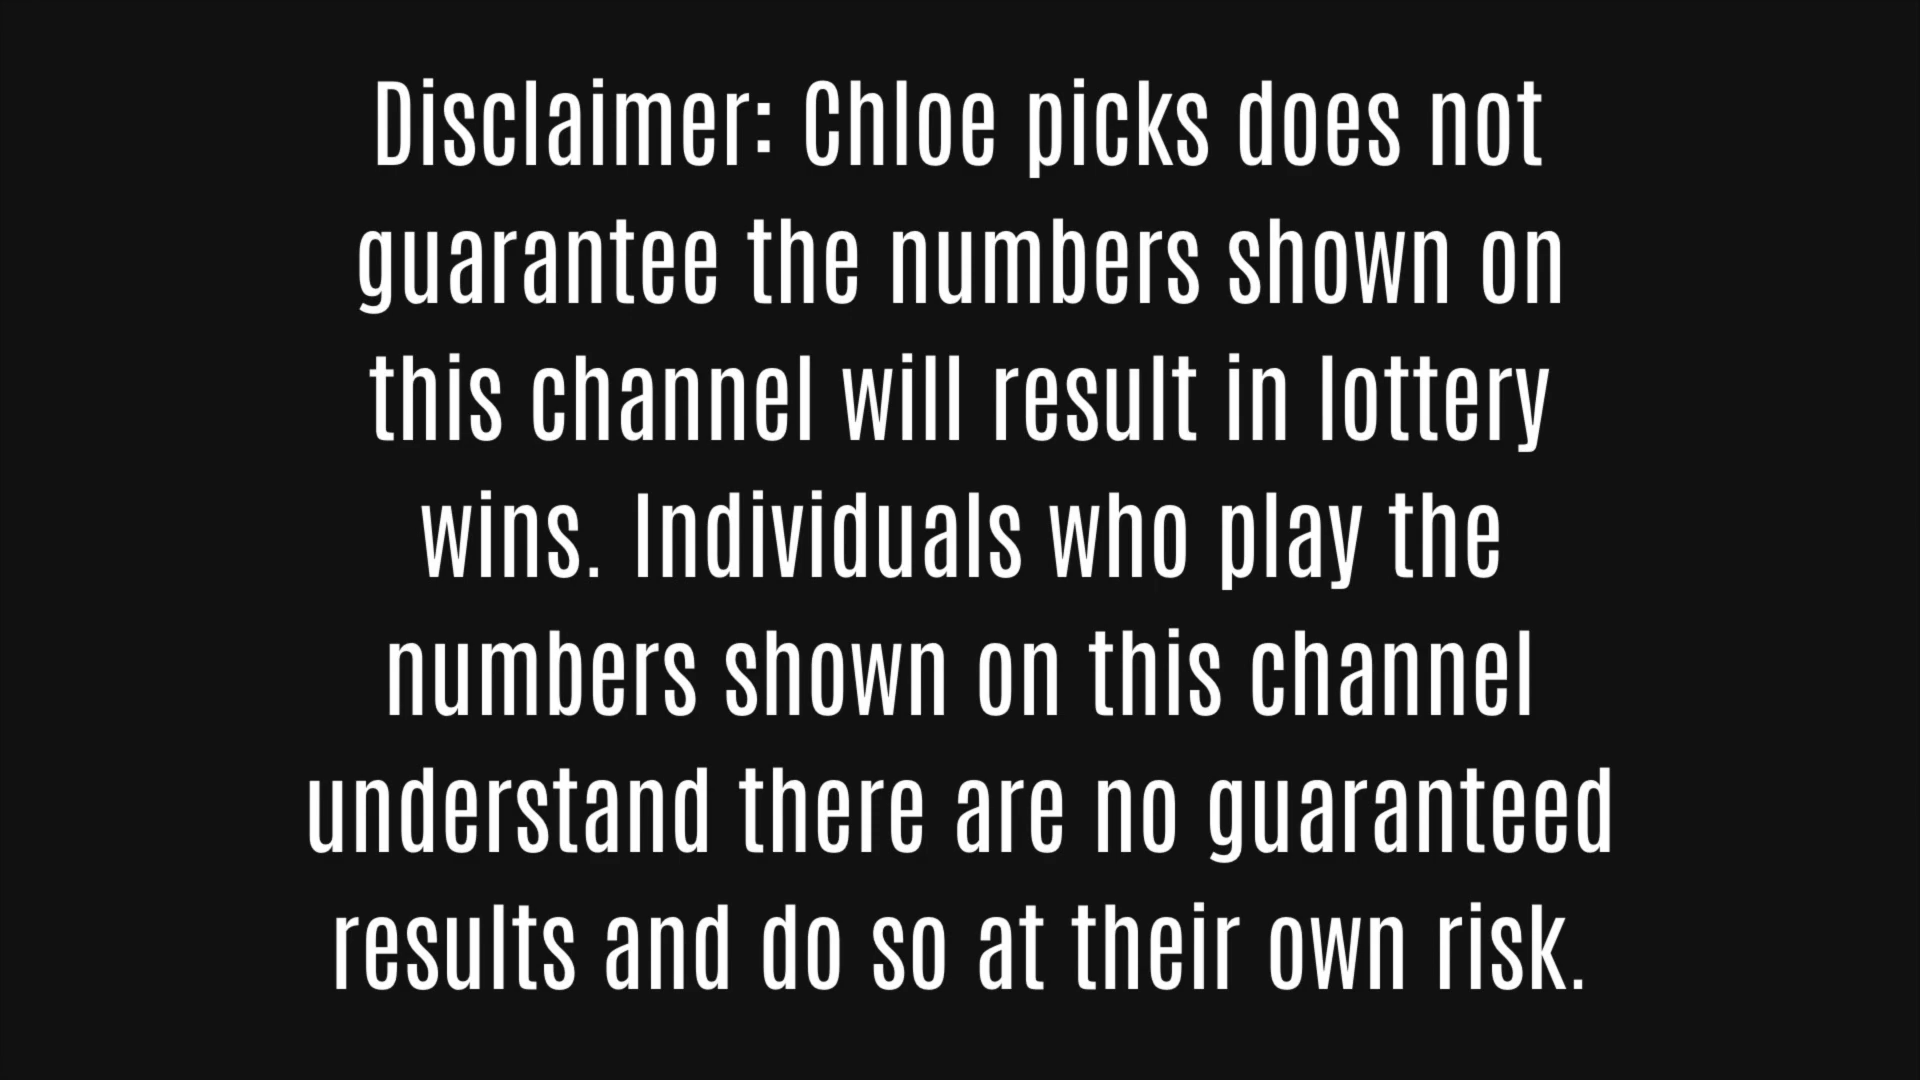 Disclaimer: Chloe picks does not
guarantee the numbers shown on
this channel will result in lottery
wins. Individuals who play the
numbers shown on this channel
understand there are no guaranteed
results and do so at their own risk.